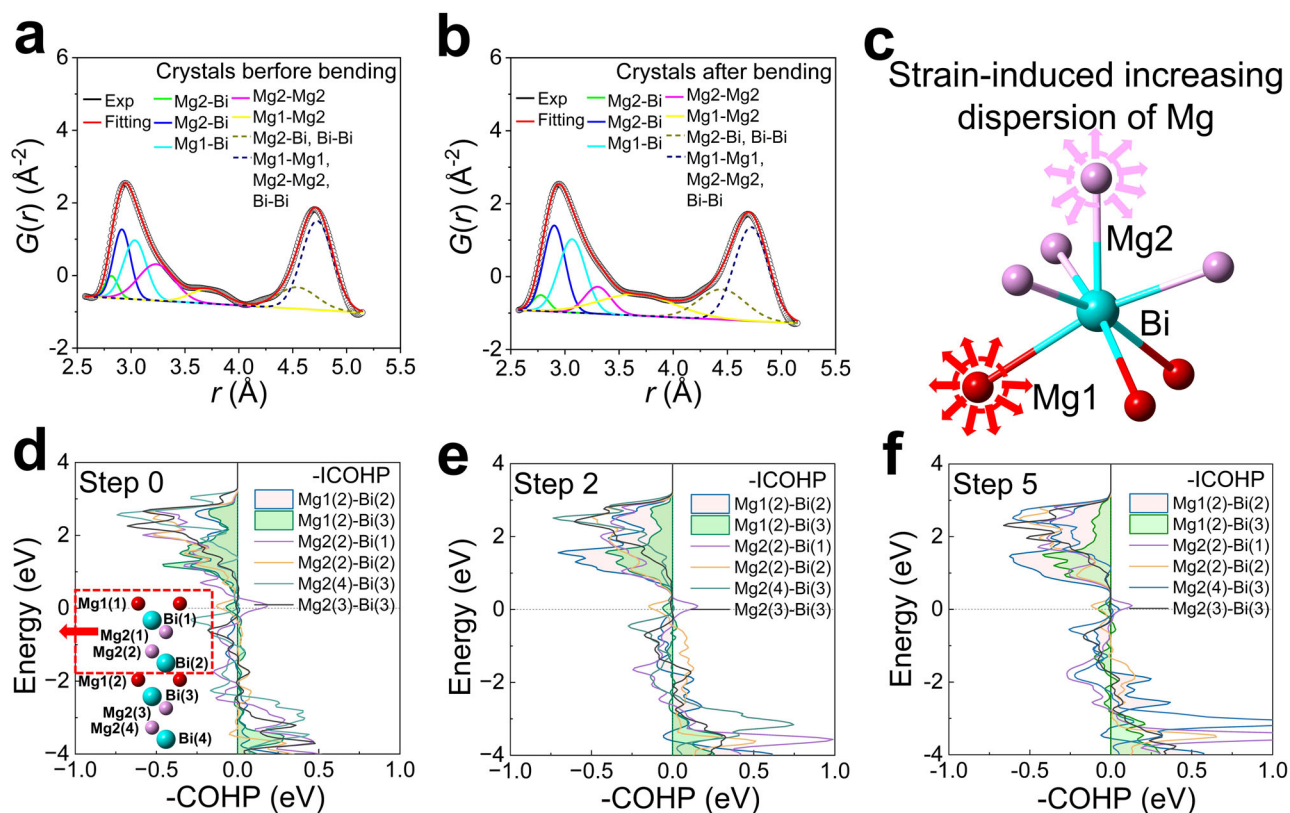 a
6
4
2
0
-2
G(r) (Å-2)
Crystals berfore bending
Exp
Fitting
Mg2-Bi
Mg2-Bi
Mg1-Bi
Mg2-Mg2
Mg1-Mg2
Mg2-Bi, Bi-Bi
Mg1-Mg1,
Mg2-Mg2,
Bi-Bi
2.5 3.0 3.5 4.0 4.5 5.0 5.5
r (Å)
b
6
4
2
0
-2
G(r) (Å-2)
Crystals after bending
Exp
Fitting
Mg2-Bi
Mg2-Bi
Mg1-Bi
Mg2-Mg2
Mg1-Mg2
Mg2-Bi, Bi-Bi
Mg1-Mg1,
Mg2-Mg2,
Bi-Bi
2.5 3.0 3.5 4.0 4.5 5.0 5.5
r (Å)
c
Strain-induced increasing
dispersion of Mg
Mg2
Bi
Mg1
d
4
2
0
-2
-4
Energy (eV)
Step 0
-ICOHP
Mg1(2)-Bi(2)
Mg1(2)-Bi(3)
Mg2(2)-Bi(1)
Mg2(2)-Bi(2)
Mg2(4)-Bi(3)
Mg2(3)-Bi(3)
Mg1(1)
Bi(1)
Mg2(1)
Mg2(2)
Bi(2)
Mg1(2)
Bi(3)
Mg2(3)
Mg2(4)
Bi(4)
-1.0 -0.5 0.0 0.5 1.0
-COHP (eV)
e
4
2
0
-2
-4
Energy (eV)
Step 2
-ICOHP
Mg1(2)-Bi(2)
Mg1(2)-Bi(3)
Mg2(2)-Bi(1)
Mg2(2)-Bi(2)
Mg2(4)-Bi(3)
Mg2(3)-Bi(3)
-1.0 -0.5 0.0 0.5 1.0
-COHP (eV)
f
4
2
0
-2
-4
Energy (eV)
Step 5
-ICOHP
Mg1(2)-Bi(2)
Mg1(2)-Bi(3)
Mg2(2)-Bi(1)
Mg2(2)-Bi(2)
Mg2(4)-Bi(3)
Mg2(3)-Bi(3)
-1.0 -0.5 0.0 0.5 1.0
-COHP (eV)